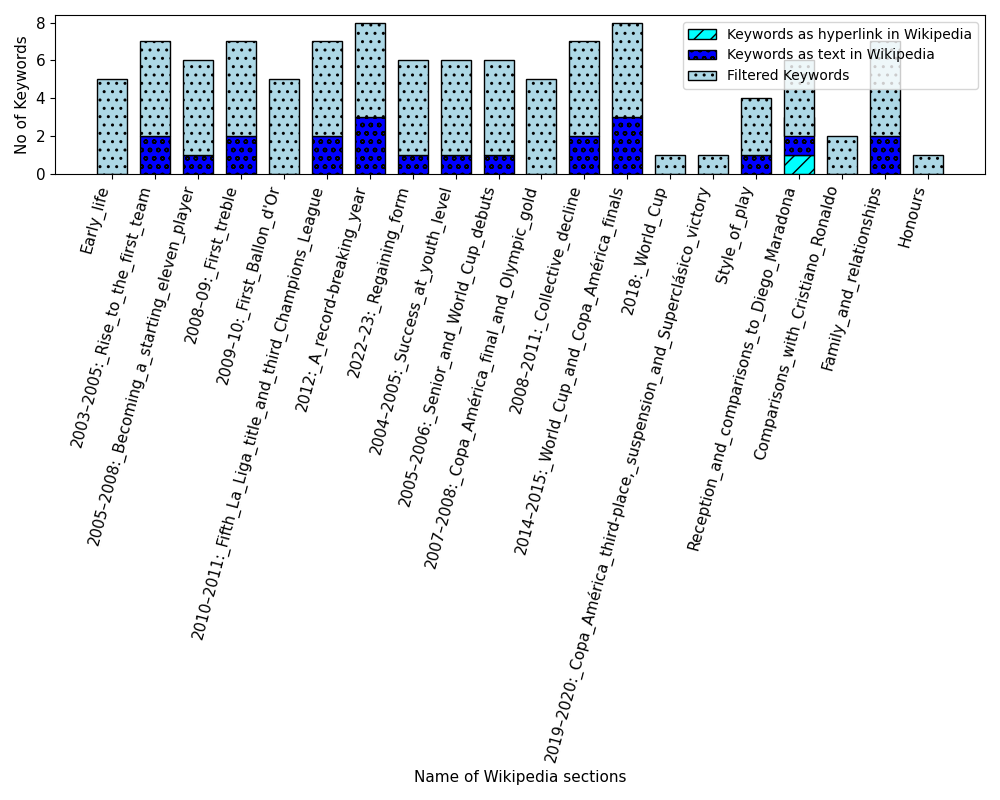 Keywords as hyperlink in Wikipedia
Keywords as text in Wikipedia
Filtered Keywords
No of Keywords
8
6
4
2
0
Early_life
2003–2005:_Rise_to_the_first_team
2005–2008:_Becoming_a_starting_eleven_player
2008–09:_First_treble
2009–10:_First_Ballon_d'Or
2010–2011:_Fifth_La_Liga_title_and_third_Champions_League
2012:_A_record-breaking_year
2022–23:_Regaining_form
2004–2005:_Success_at_youth_level
2005–2006:_Senior_and_World_Cup_debuts
2007–2008:_Copa_América_final_and_Olympic_gold
2008–2011:_Collective_decline
2014–2015:_World_Cup_and_Copa_América_finals
2018:_World_Cup
2019–2020:_Copa_América_third-place,_suspension_and_Superclásico_victory
Style_of_play
Reception_and_comparisons_to_Diego_Maradona
Comparisons_with_Cristiano_Ronaldo
Family_and_relationships
Honours
Name of Wikipedia sections